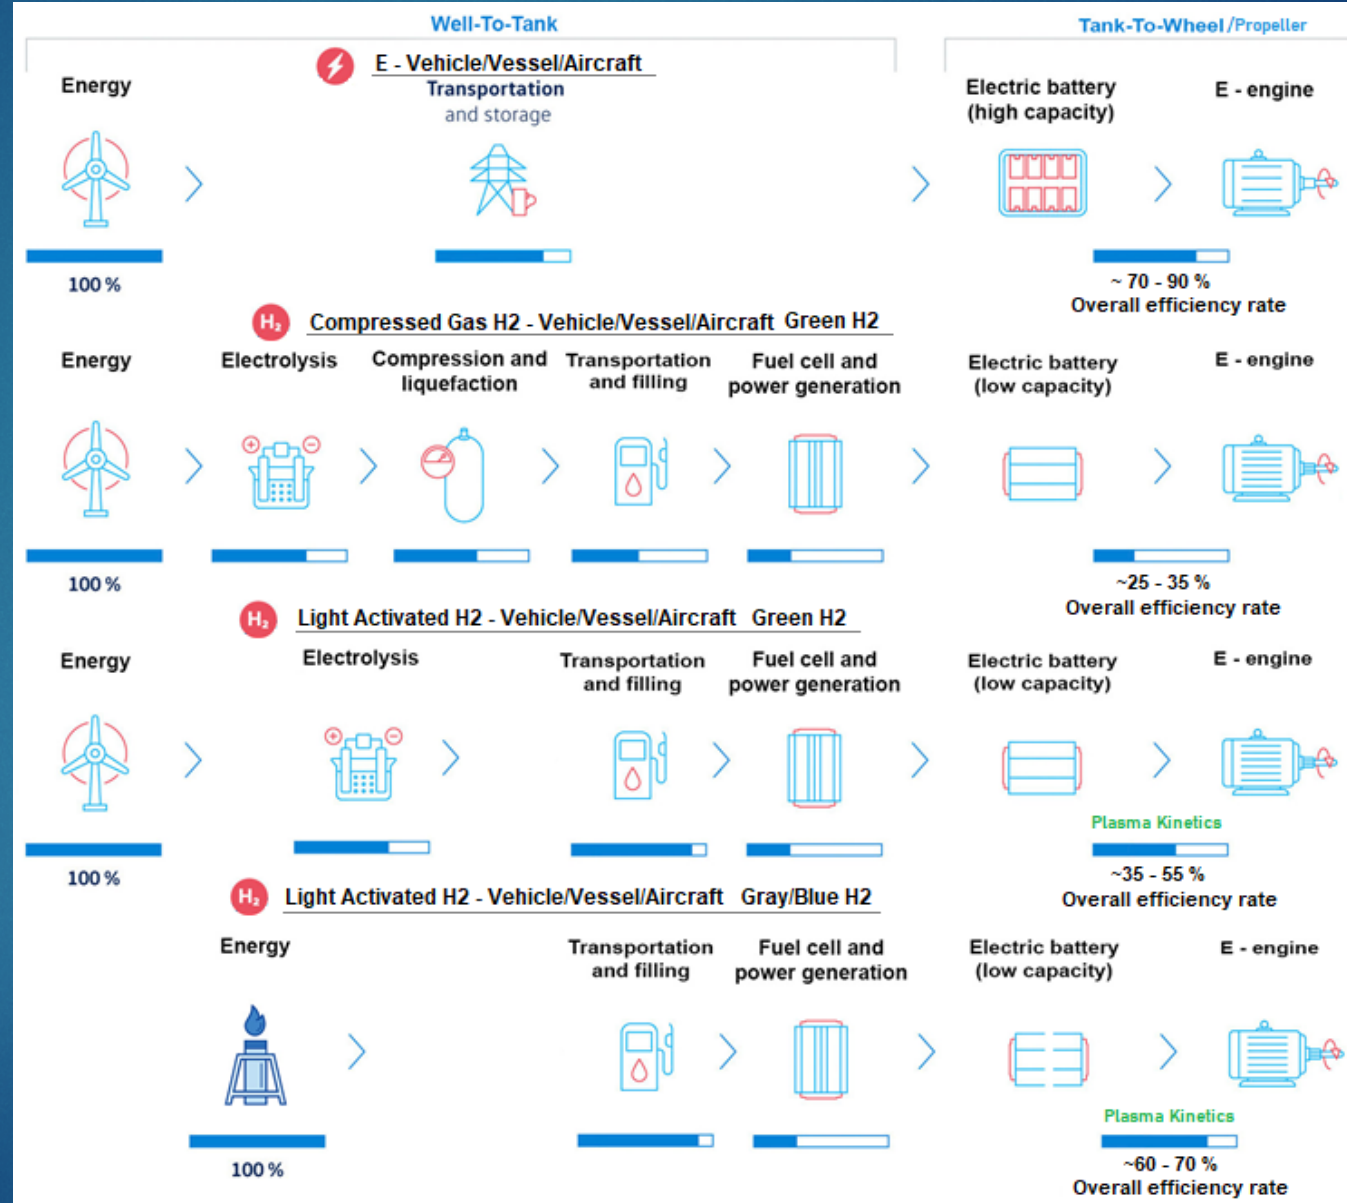 Well-To-Tank
Tank-To-Wheel/Propeller
E - Vehicle/Vessel/Aircraft
Energy
Transportation
and storage
Electric battery
(high capacity)
E - engine
100 %
~ 70 - 90 %
Overall efficiency rate
H₂ Compressed Gas H2 - Vehicle/Vessel/Aircraft Green H2
Energy
Electrolysis
Compression and
liquefaction
Transportation
and filling
Fuel cell and
power generation
Electric battery
(low capacity)
E - engine
100 %
~25 - 35 %
Overall efficiency rate
H₂ Light Activated H2 - Vehicle/Vessel/Aircraft Green H2
Energy
Electrolysis
Transportation
and filling
Fuel cell and
power generation
Electric battery
(low capacity)
E - engine
Plasma Kinetics
100 %
~35 - 55 %
Overall efficiency rate
H₂ Light Activated H2 - Vehicle/Vessel/Aircraft Gray/Blue H2
Energy
Transportation
and filling
Fuel cell and
power generation
Electric battery
(low capacity)
E - engine
Plasma Kinetics
100 %
~60 - 70 %
Overall efficiency rate